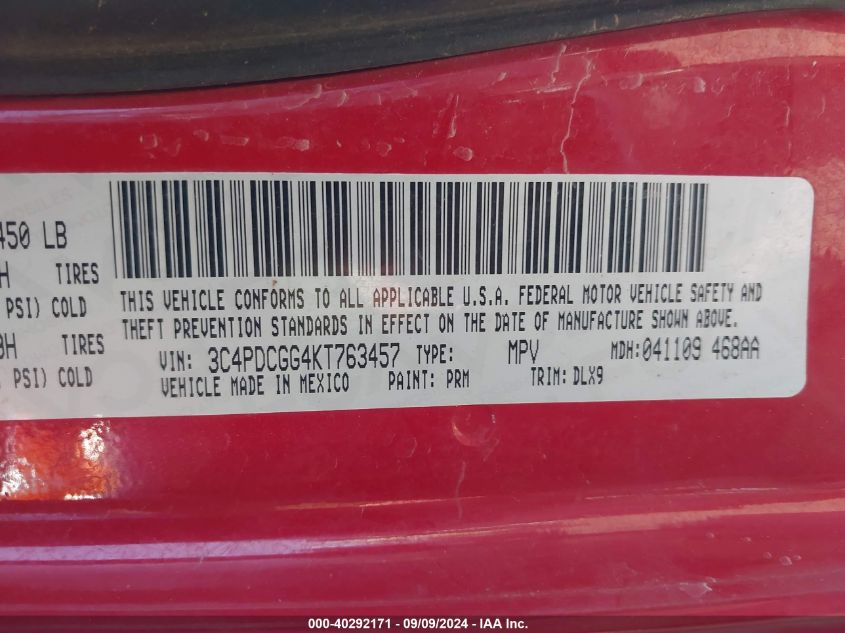 450 LB
H TIRES
PSI) COLD
0H TIRES
PSI) COLD
THIS VEHICLE CONFORMS TO ALL APPLICABLE U.S.A. FEDERAL MOTOR VEHICLE SAFETY AND
THEFT PREVENTION STANDARDS IN EFFECT ON THE DATE OF MANUFACTURE SHOWN ABOVE.
VIN: 3C4PDCGG4KT763457 TYPE: MPV MDH: 041109 468AA
VEHICLE MADE IN MEXICO PAINT: PRM TRIM: DLX9
000-40292171 - 09/09/2024 - IAA Inc.